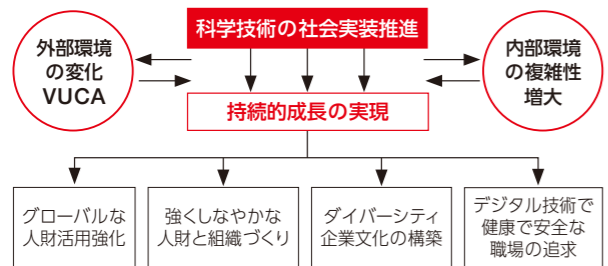 科学技術の社会実装推進
外部環境
の変化
VUCA
内部環境
の複雑性
増大
持続的成長の実現
グローバルな
人財活用強化
強くしなやかな
人財と組織づくり
ダイバーシティ
企業文化の構築
デジタル技術で
健康で安全な
職場の追求